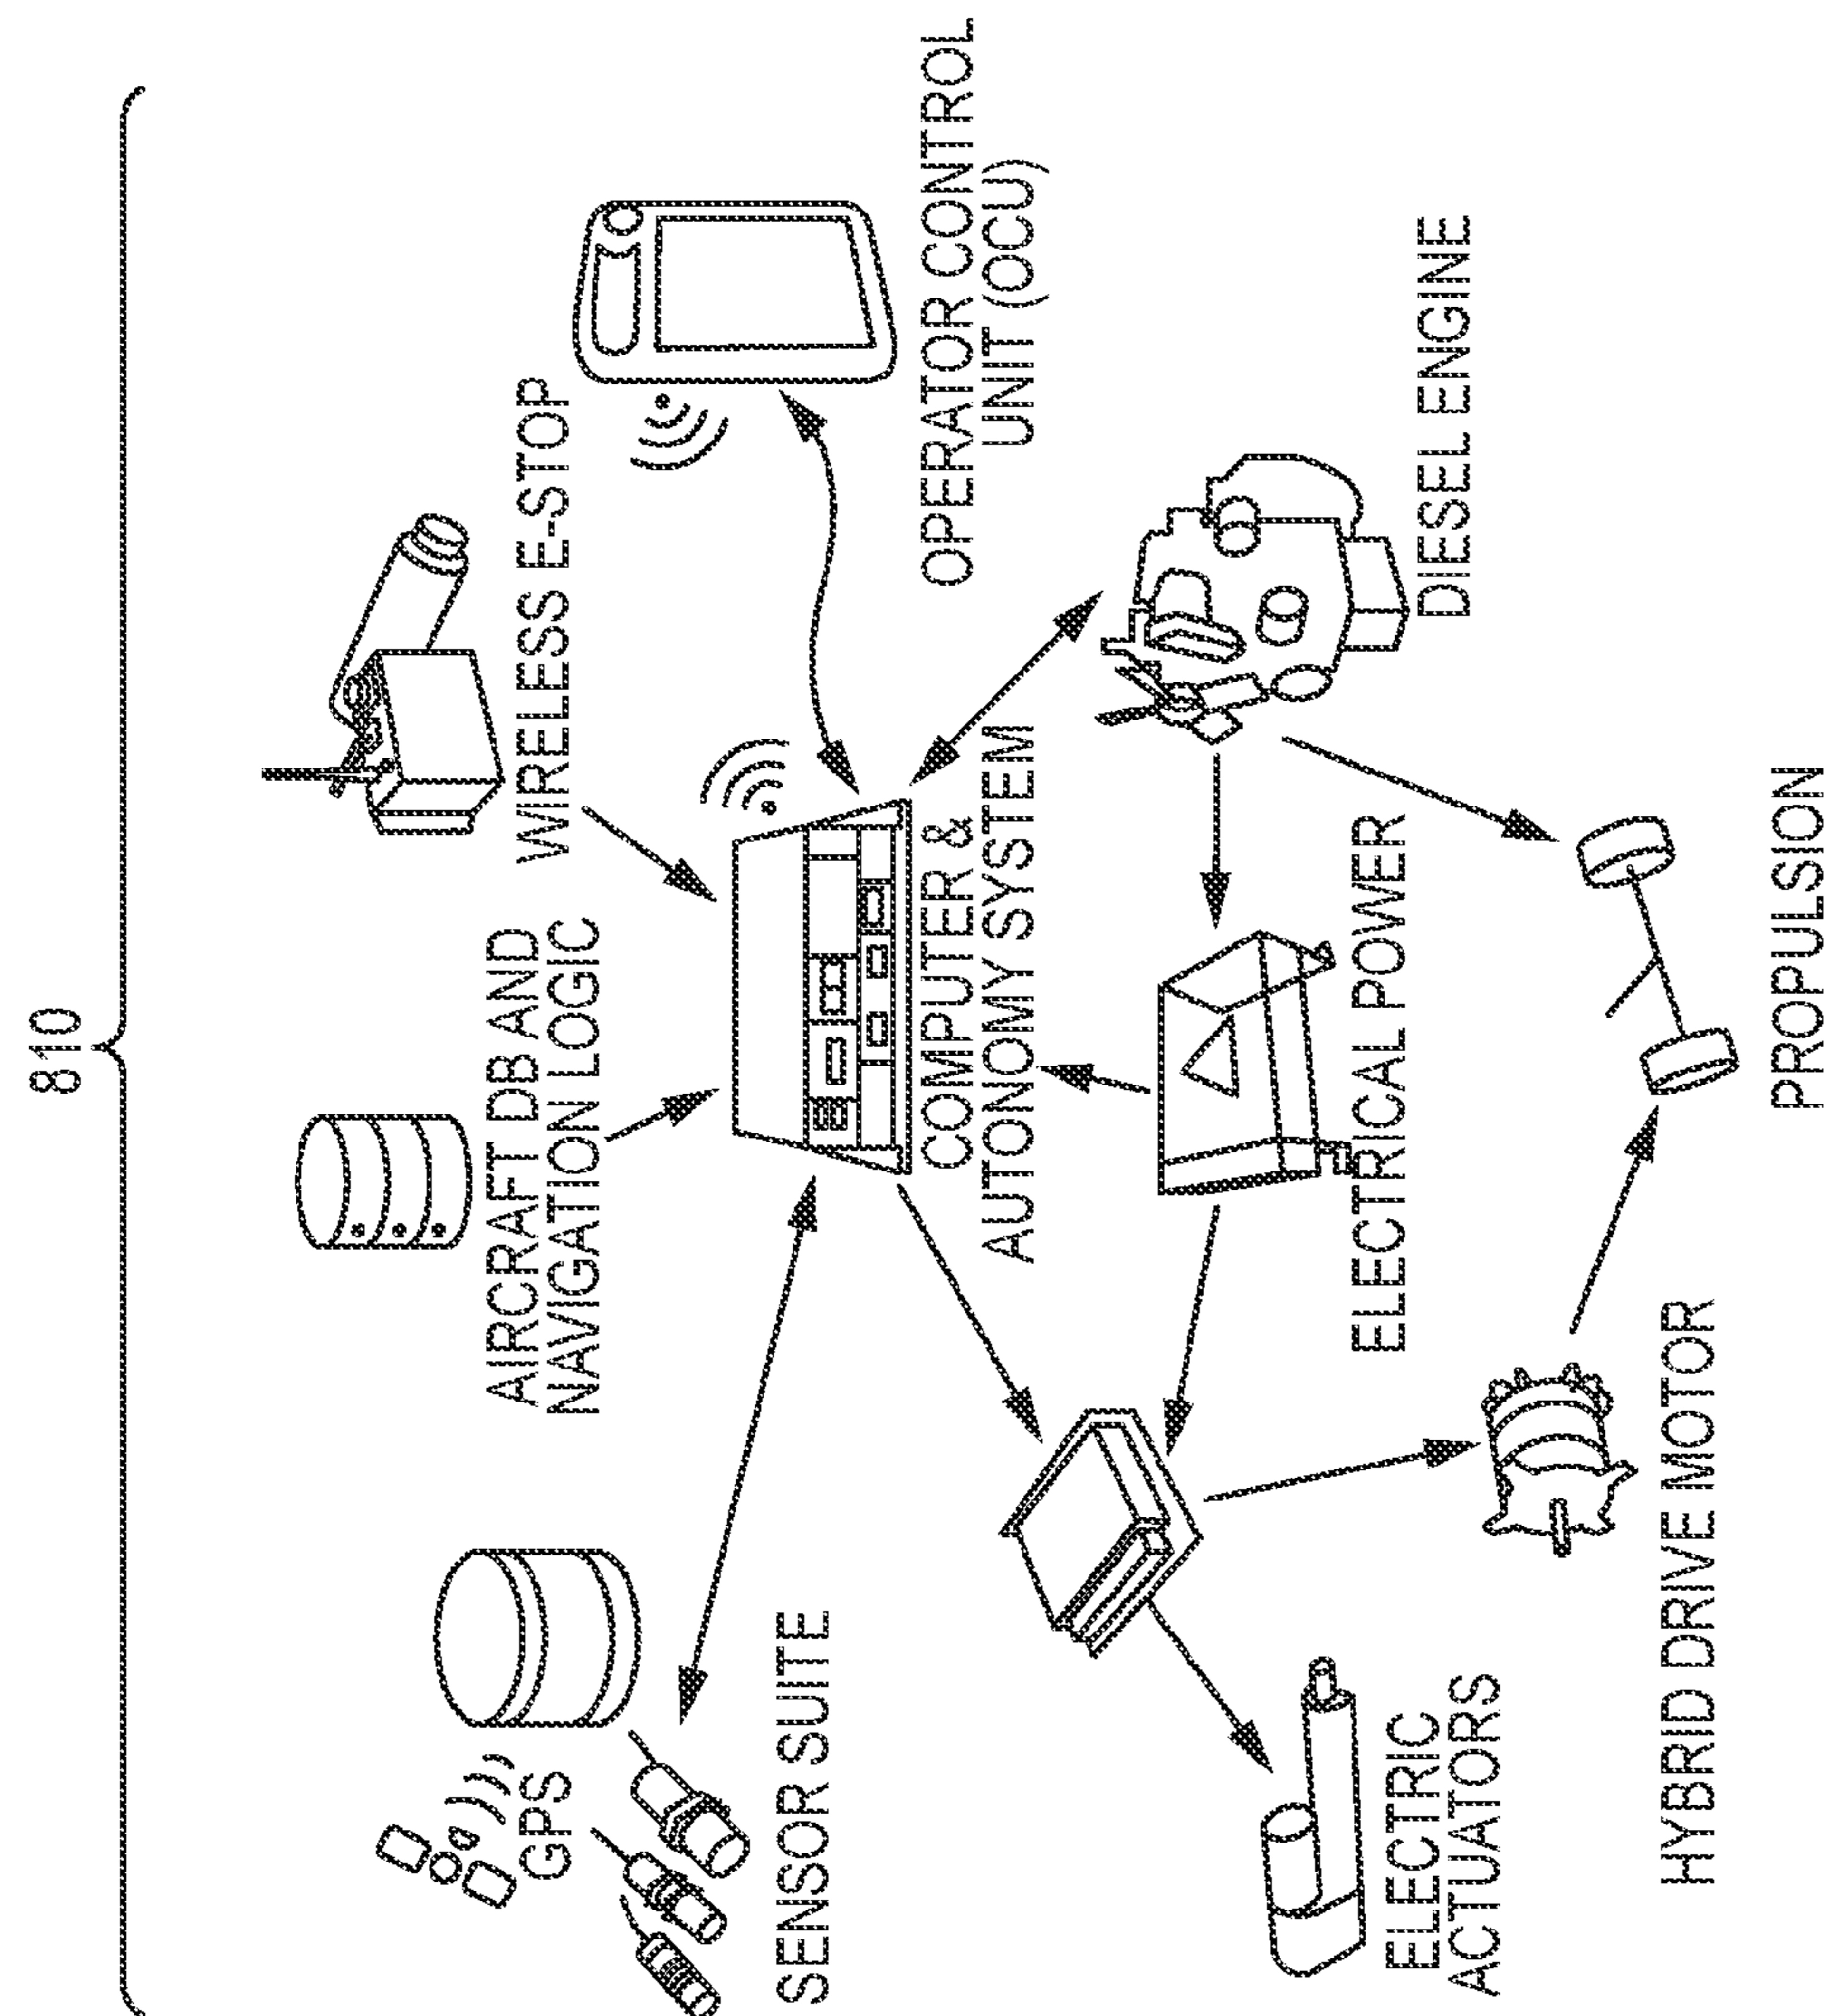 810
GPS
SENSOR SUITE
AIRCRAFT DB AND
NAVIGATION LOGIC
WIRELESS E-STOP
COMPUTER &
AUTONOMY SYSTEM
OPERATOR CONTROL
UNIT (OCU)
ELECTRIC
ACTUATORS
ELECTRICAL POWER
DIESEL ENGINE
HYBRID DRIVE MOTOR
PROPULSION